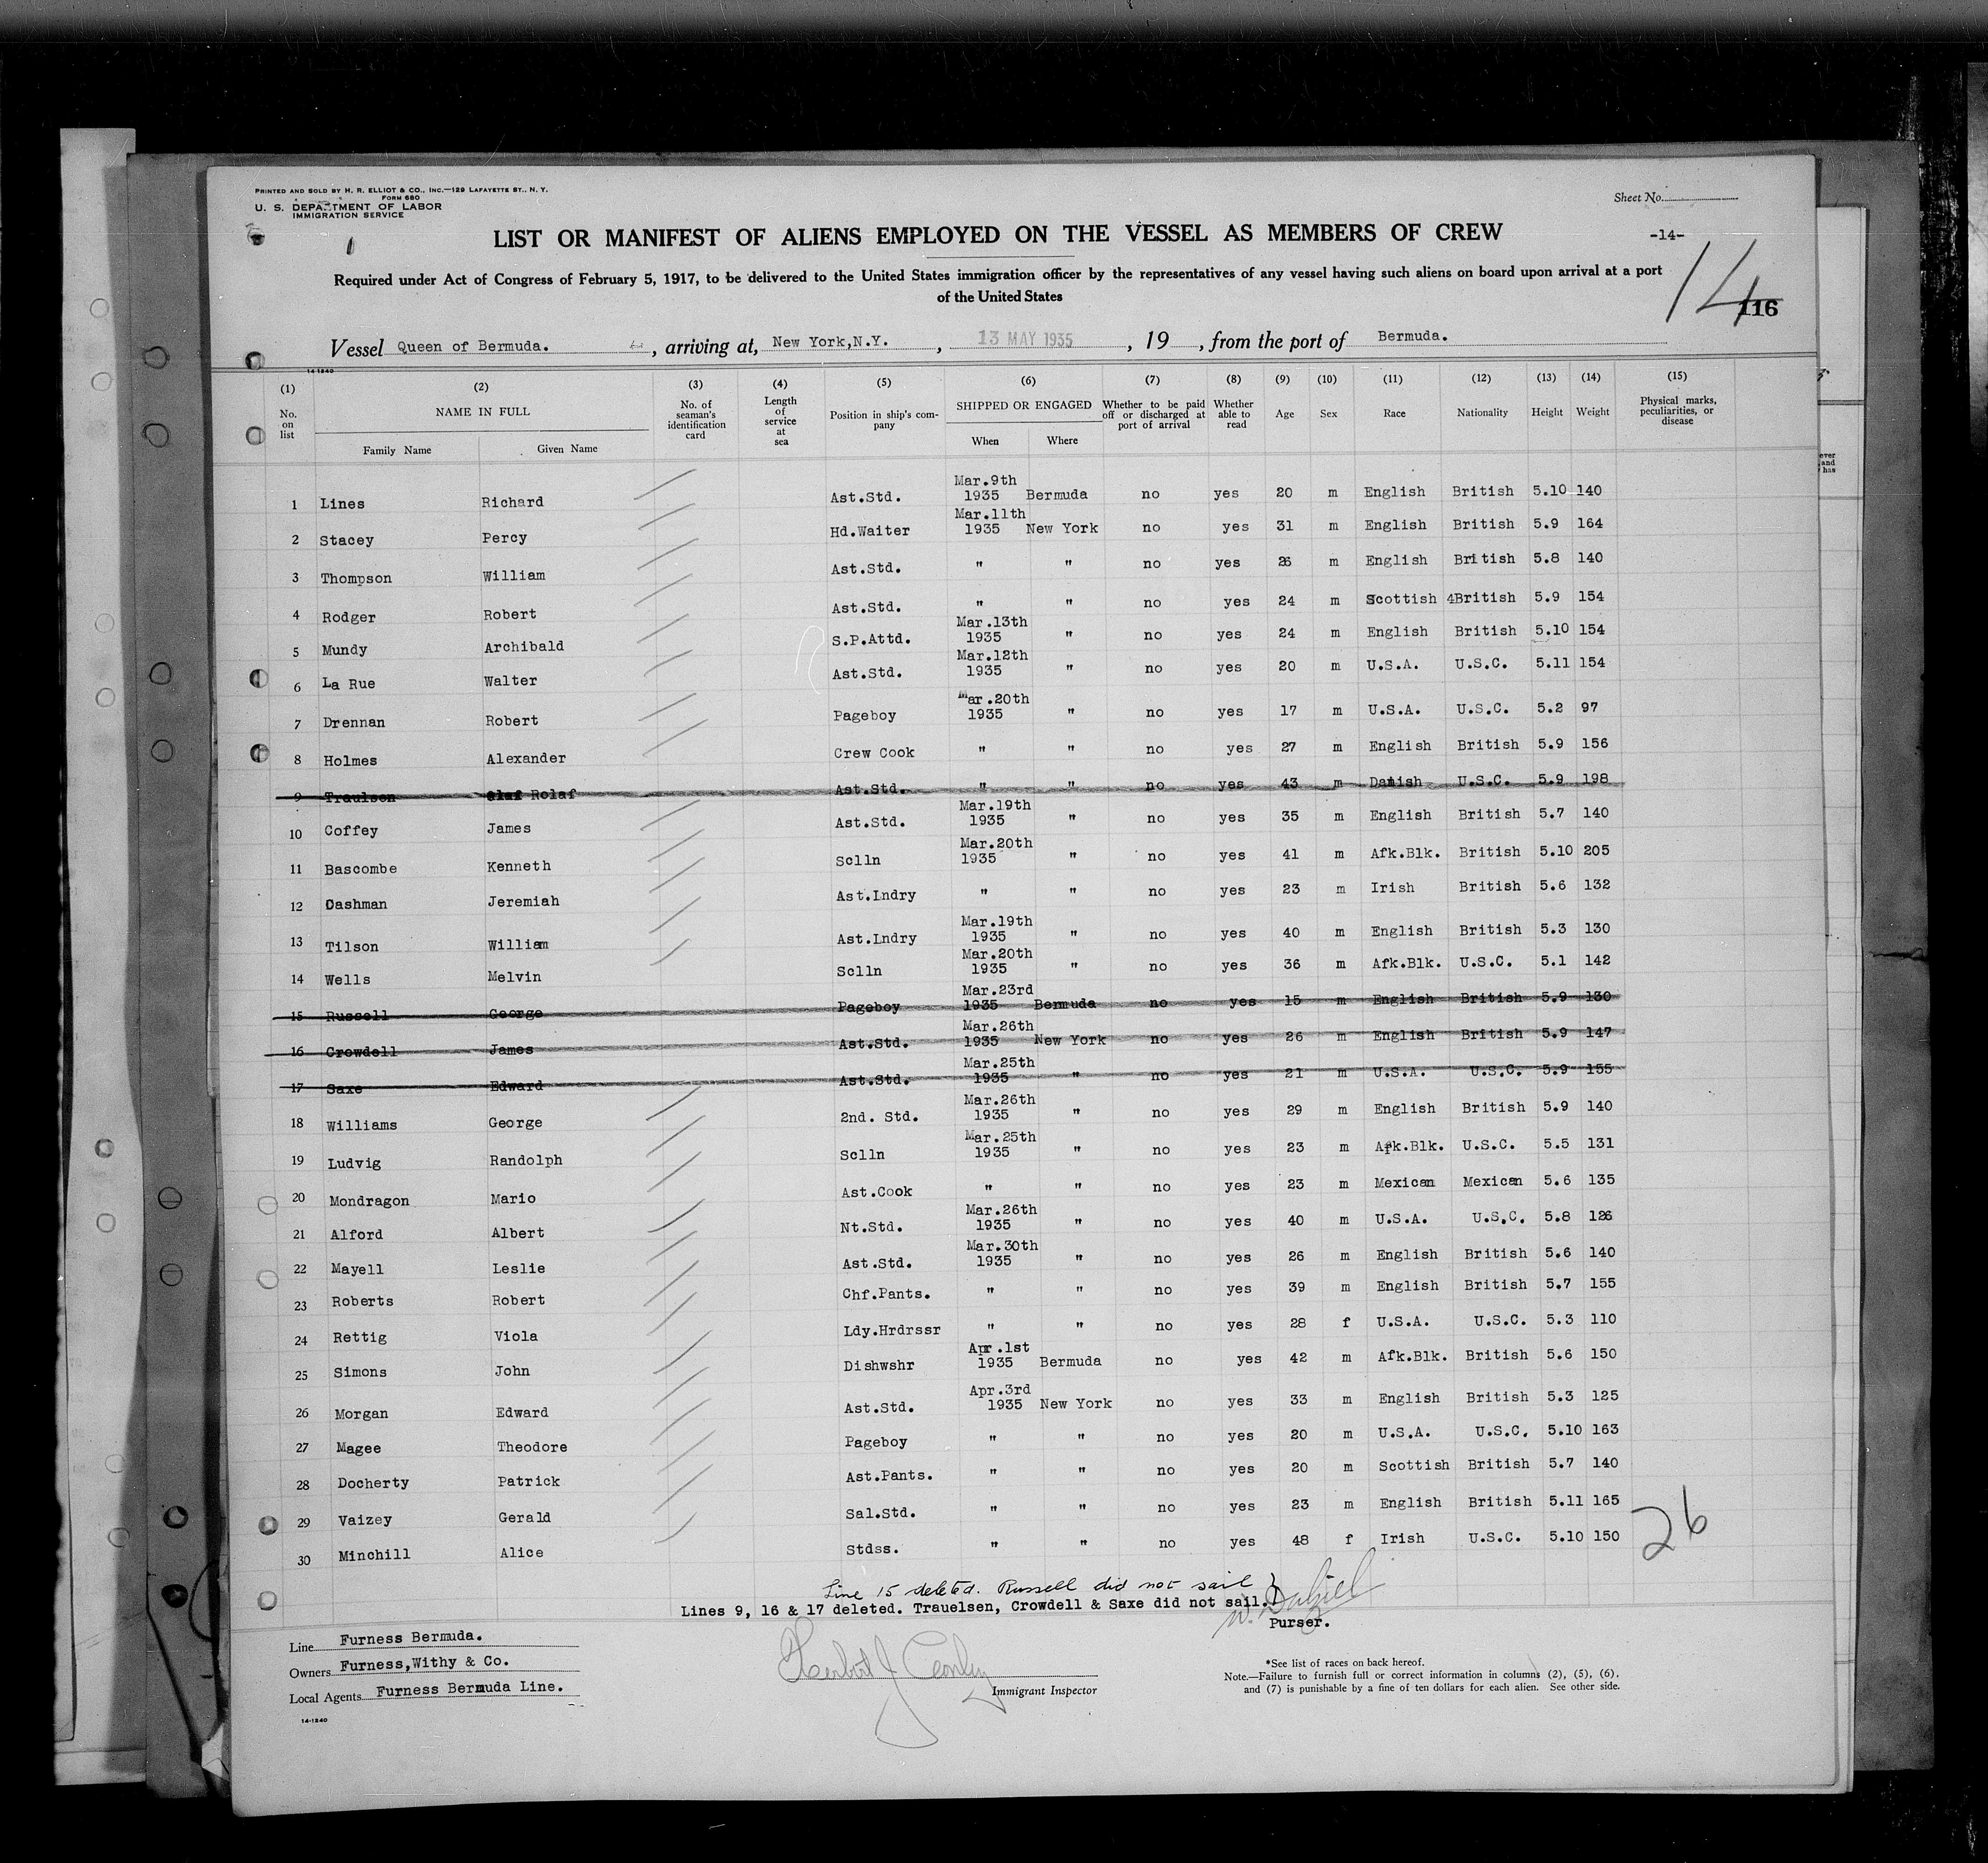 PRINTED AND SOLD BY H. R. ELLIOT & CO., INC.—129 LAFAYETTE ST., N. Y.
FORM 680
U. S. DEPARTMENT OF LABOR
IMMIGRATION SERVICE
Sheet No.
LIST OR MANIFEST OF ALIENS EMPLOYED ON THE VESSEL AS MEMBERS OF CREW
-14-
14
Required under Act of Congress of February 5, 1917, to be delivered to the United States immigration officer by the representatives of any vessel having such aliens on board upon arrival at a port
of the United States
116
Vessel Queen of Bermuda. , arriving at, New York,N.Y. , 13 MAY 1935 , 19 , from the port of Bermuda.
14-1240
(1) (2) (3) (4) (5) (6) (7) (8) (9) (10) (11) (12) (13) (14) (15)
No. on list NAME IN FULL Family Name Given Name No. of seaman's identification card Length of service at sea Position in ship's company SHIPPED OR ENGAGED When Where Whether to be paid off or discharged at port of arrival Whether able to read Age Sex Race Nationality Height Weight Physical marks, peculiarities, or disease
1 Lines Richard Ast.Std. Mar.9th 1935 Bermuda no yes 20 m English British 5.10 140
2 Stacey Percy Hd.Waiter Mar.11th 1935 New York no yes 31 m English British 5.9 164
3 Thompson William Ast.Std. " " no yes 26 m English British 5.8 140
4 Rodger Robert Ast.Std. " " no yes 24 m Scottish 4British 5.9 154
5 Mundy Archibald S.P.Attd. Mar.13th 1935 " no yes 24 m English British 5.10 154
6 La Rue Walter Ast.Std. Mar.12th 1935 " no yes 20 m U.S.A. U.S.C. 5.11 154
7 Drennan Robert Pageboy Mar.20th 1935 " no yes 17 m U.S.A. U.S.C. 5.2 97
8 Holmes Alexander Crew Cook " " no yes 27 m English British 5.9 156
9 Traulsen Olaf Rolaf Ast.Std. " " no yes 43 m Danish U.S.C. 5.9 198
10 Coffey James Ast.Std. Mar.19th 1935 " no yes 35 m English British 5.7 140
11 Bascombe Kenneth Sclln Mar.20th 1935 " no yes 41 m Afk.Blk. British 5.10 205
12 Cashman Jeremiah Ast.Lndry " " no yes 23 m Irish British 5.6 132
13 Tilson William Ast.Lndry Mar.19th 1935 " no yes 40 m English British 5.3 130
14 Wells Melvin Sclln Mar.20th 1935 " no yes 36 m Afk.Blk. U.S.C. 5.1 142
15 Russell George Pageboy Mar.23rd 1935 Bermuda no yes 15 m English British 5.9 130
16 Crowdell James Ast.Std. Mar.26th 1935 New York no yes 26 m English British 5.9 147
17 Saxe Edward Ast.Std. Mar.25th 1935 " no yes 21 m U.S.A. U.S.C. 5.9 155
18 Williams George 2nd. Std. Mar.26th 1935 " no yes 29 m English British 5.9 140
19 Ludvig Randolph Sclln Mar.25th 1935 " no yes 23 m Afk.Blk. U.S.C. 5.5 131
20 Mondragon Mario Ast.Cook " " no yes 23 m Mexican Mexican 5.6 135
21 Alford Albert Nt.Std. Mar.26th 1935 " no yes 40 m U.S.A. U.S.C. 5.8 126
22 Mayell Leslie Ast.Std. Mar.30th 1935 " no yes 26 m English British 5.6 140
23 Roberts Robert Chf.Pants. " " no yes 39 m English British 5.7 155
24 Rettig Viola Ldy.Hrdrssr " " no yes 28 f U.S.A. U.S.C. 5.3 110
25 Simons John Dishwshr Apr.1st 1935 Bermuda no yes 42 m Afk.Blk. British 5.6 150
26 Morgan Edward Ast.Std. Apr.3rd 1935 New York no yes 33 m English British 5.3 125
27 Magee Theodore Pageboy " " no yes 20 m U.S.A. U.S.C. 5.10 163
28 Docherty Patrick Ast.Pants. " " no yes 20 m Scottish British 5.7 140
29 Vaizey Gerald Sal.Std. " " no yes 23 m English British 5.11 165
30 Minchill Alice Stdss. " " no yes 48 f Irish U.S.C. 5.10 150
26
Line 15 deleted. Russell did not sail
Lines 9, 16 & 17 deleted. Trauelsen, Crowdell & Saxe did not sail.
W. Dalziel
Purser.
Line Furness Bermuda.
Owners Furness,Withy & Co.
Local Agents Furness Bermuda Line.
14-1240
Immigrant Inspector
*See list of races on back hereof.
Note.—Failure to furnish full or correct information in columns (2), (5), (6),
and (7) is punishable by a fine of ten dollars for each alien. See other side.
ever
and
has